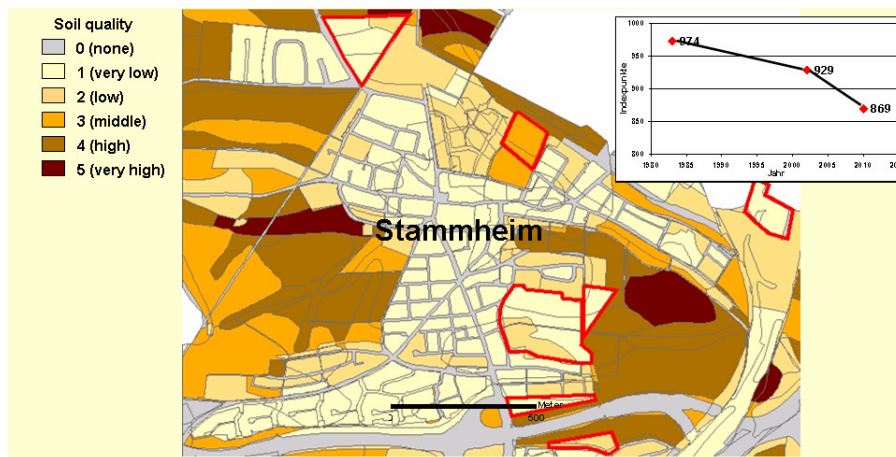 Soil quality
0 (none)
1 (very low)
2 (low)
3 (middle)
4 (high)
5 (very high)
Stammheim
Meter
500
1000
950
900
850
800
Indexpunkte
974
929
869
1980
1985
1990
1995
2000
2005
2010
Jahr